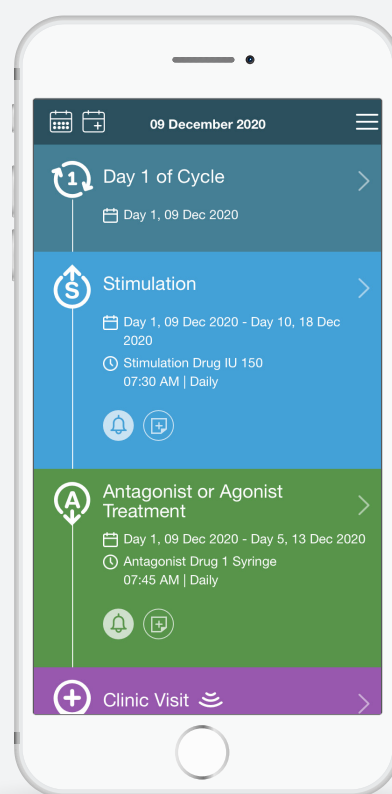 09 December 2020
1
Day 1 of Cycle
Day 1, 09 Dec 2020
S
Stimulation
Day 1, 09 Dec 2020 - Day 10, 18 Dec
2020
Stimulation Drug IU 150
07:30 AM | Daily
A
Antagonist or Agonist
Treatment
Day 1, 09 Dec 2020 - Day 5, 13 Dec 2020
Antagonist Drug 1 Syringe
07:45 AM | Daily
Clinic Visit